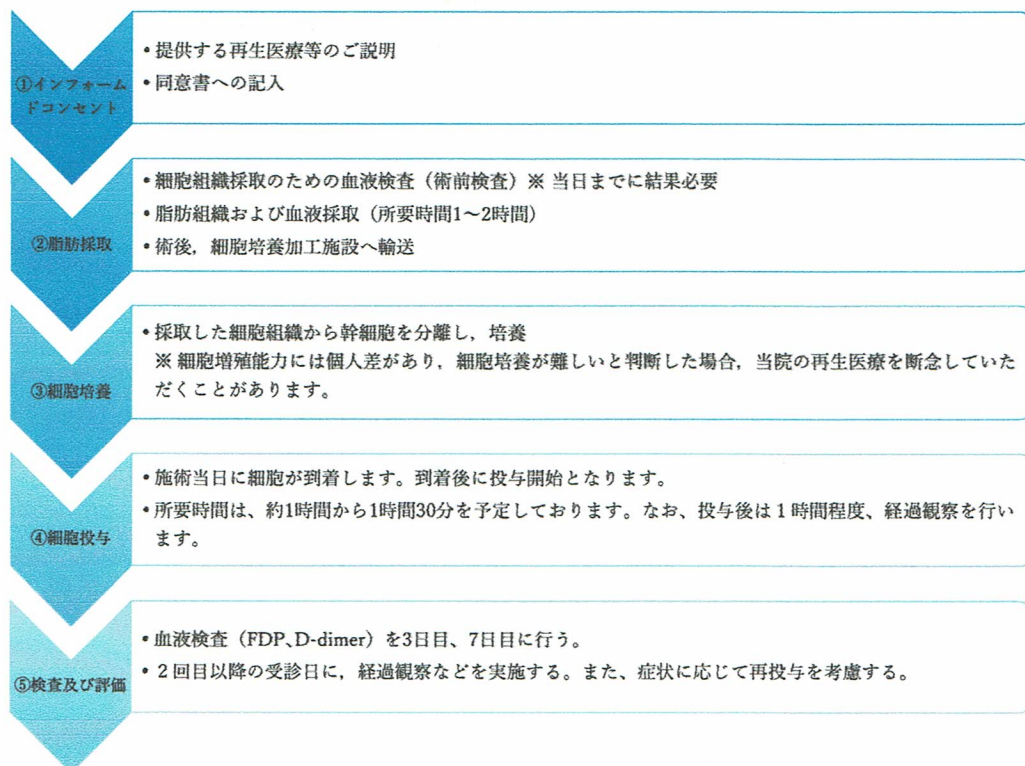 ①インフォーム
ドコンセント
• 提供する再生医療等のご説明
• 同意書への記入
②脂肪採取
• 細胞組織採取のための血液検査（術前検査）※ 当日までに結果必要
• 脂肪組織および血液採取（所要時間1～2時間）
• 術後，細胞培養加工施設へ輸送
③細胞培養
• 採取した細胞組織から幹細胞を分離し，培養
※ 細胞増殖能力には個人差があり，細胞培養が難しいと判断した場合，当院の再生医療を断念していた
だくことがあります。
④細胞投与
• 施術当日に細胞が到着します。到着後に投与開始となります。
• 所要時間は、約1時間から1時間30分を予定しております。なお、投与後は１時間程度、経過観察を行い
ます。
⑤検査及び評価
• 血液検査（FDP、D-dimer）を3日目、7日目に行う。
• ２回目以降の受診日に，経過観察などを実施する。また、症状に応じて再投与を考慮する。